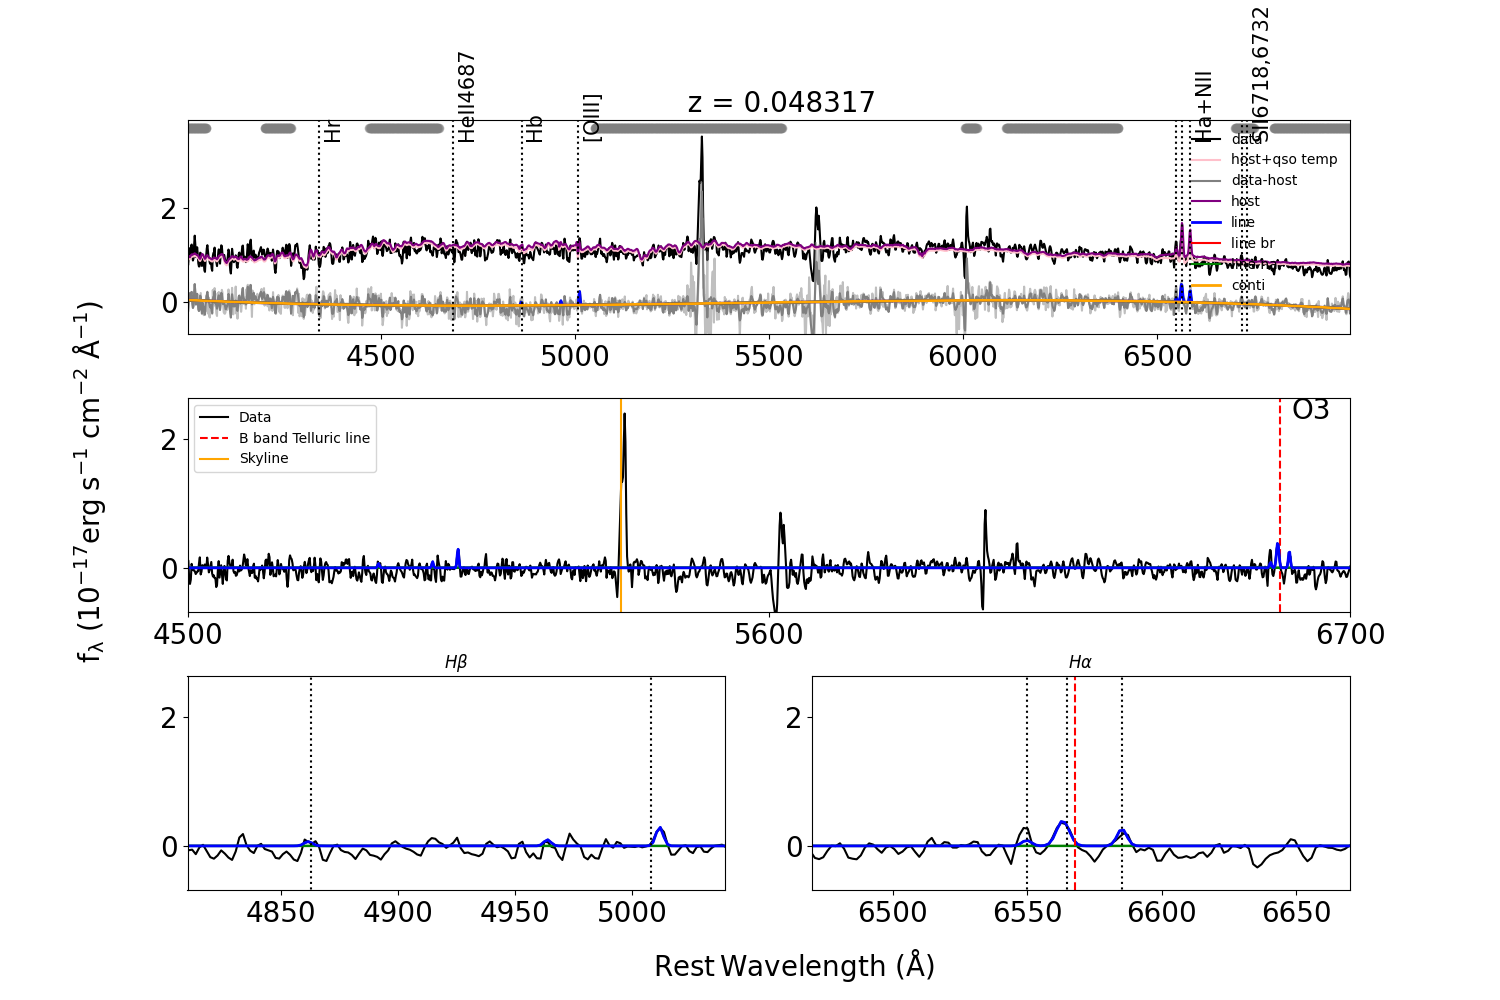 z = 0.048317
Hr
HeII4687
Hb
[OIII]
Ha+NII
SII6718,6732
data
host+qso temp
data-host
host
line
line br
conti
2
0
4500
5000
5500
6000
6500
Data
B band Telluric line
Skyline
O3
2
0
4500
5600
6700
fλ (10⁻¹⁷erg s⁻¹ cm⁻² Å⁻¹)
Hβ
2
0
4850
4900
4950
5000
Hα
2
0
6500
6550
6600
6650
Rest Wavelength (Å)